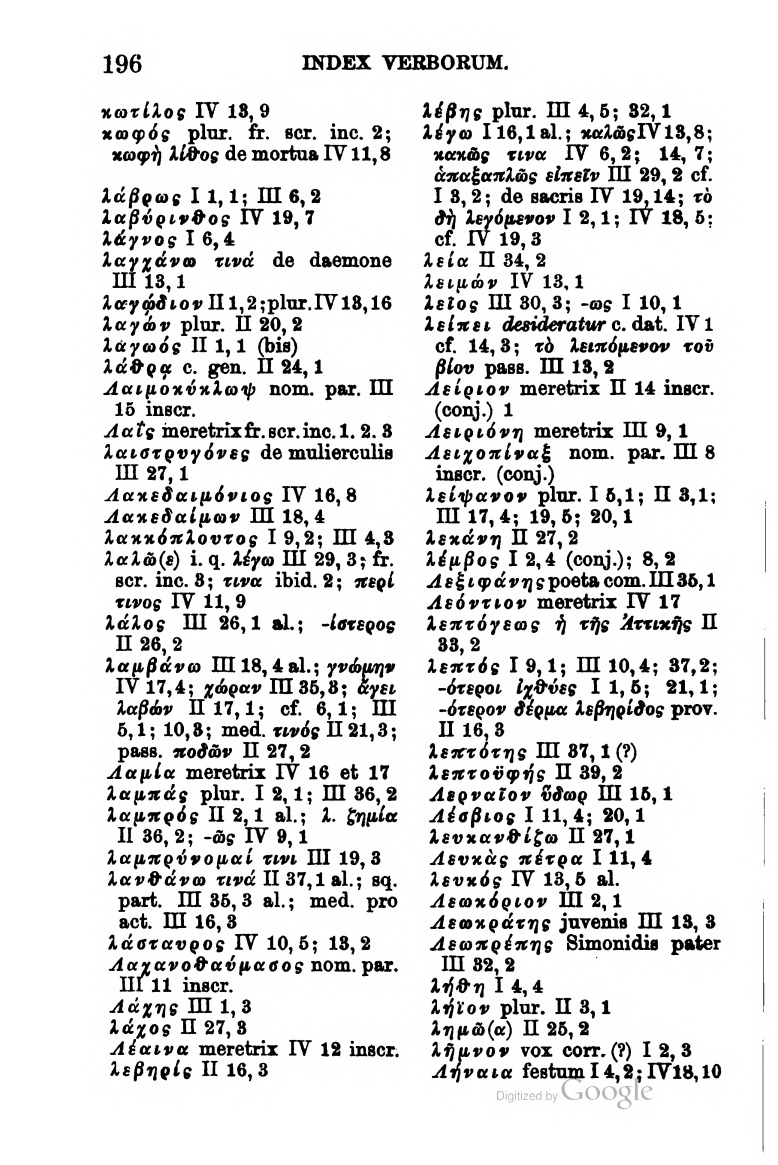 196 INDEX VERBORUM.
κωτίλος IV 13, 9
κωφός plur. fr. scr. inc. 2;
κωφὴ λίθος de mortua IV 11, 8
λάβρως I 1, 1; III 6, 2
λαβύρινθος IV 19, 7
λάγνος I 6, 4
λαγχάνω τινά de daemone
III 13, 1
λαγῴδιον II 1, 2; plur. IV 13, 16
λαγών plur. II 20, 2
λαγωός II 1, 1 (bis)
λάθρᾳ c. gen. II 24, 1
Λαιμοκύκλωψ nom. par. III
15 inscr.
Λαΐς meretrix fr. scr. inc. 1. 2. 3
λαιστρυγόνες de mulierculis
III 27, 1
Λακεδαιμόνιος IV 16, 8
Λακεδαίμων III 18, 4
λακκόπλουτος I 9, 2; III 4, 3
λαλῶ(ε) i. q. λέγω III 29, 3; fr.
scr. inc. 3; τινα ibid. 2; περί
τινος IV 11, 9
λάλος III 26, 1 al.; -ίστερος
II 26, 2
λαμβάνω III 18, 4 al.; γνώμην
IV 17, 4; χώραν III 35, 3; ἄγει
λαβών II 17, 1; cf. 6, 1; III
5, 1; 10, 3; med. τινός II 21, 3;
pass. ποδῶν II 27, 2
Λαμία meretrix IV 16 et 17
λαμπάς plur. I 2, 1; III 36, 2
λαμπρός II 2, 1 al.; λ. ζημία
II 36, 2; -ῶς IV 9, 1
λαμπρύνομαί τινι III 19, 3
λανθάνω τινά II 37, 1 al.; sq.
part. III 35, 3 al.; med. pro
act. III 16, 3
λάσταυρος IV 10, 5; 13, 2
Λαχανοθαύμασος nom. par.
III 11 inscr.
Λάχης III 1, 3
λάχος II 27, 3
Λέαινα meretrix IV 12 inscr.
λεβηρίς II 16, 3
λέβης plur. III 4, 5; 32, 1
λέγω I 16, 1 al.; καλῶς IV 13, 8;
κακῶς τινα IV 6, 2; 14, 7;
ἁπαξαπλῶς εἰπεῖν III 29, 2 cf.
I 3, 2; de sacris IV 19, 14; τὸ
δὴ λεγόμενον I 2, 1; IV 18, 5;
cf. IV 19, 3
λεία II 34, 2
λειμών IV 13, 1
λεῖος III 30, 3; -ως I 10, 1
λείπει desideratur c. dat. IV 1
cf. 14, 3; τὸ λειπόμενον τοῦ
βίου pass. III 13, 2
Λείριον meretrix II 14 inscr.
(conj.) 1
Λειριόνη meretrix III 9, 1
Λειχοπίναξ nom. par. III 8
inscr. (conj.)
λείψανον plur. I 5, 1; II 3, 1;
III 17, 4; 19, 5; 20, 1
λεκάνη II 27, 2
λέμβος I 2, 4 (conj.); 8, 2
Λεξιφάνης poeta com. III 35, 1
Λεόντιον meretrix IV 17
λεπτόγεως ἡ τῆς Ἀττικῆς II
33, 2
λεπτός I 9, 1; III 10, 4; 37, 2;
-ότεροι ἰχθύες I 1, 5; 21, 1;
-ότερον δέρμα λεβηρίδος prov.
II 16, 3
λεπτότης III 37, 1 (?)
λεπτοϋφής II 39, 2
Λερναῖον ὕδωρ III 15, 1
Λέσβιος I 11, 4; 20, 1
λευκανθίζω II 27, 1
Λευκὰς πέτρα I 11, 4
λευκός IV 13, 5 al.
Λεωκόριον III 2, 1
Λεωκράτης juvenis III 13, 3
Λεωπρέπης Simonidis pater
III 32, 2
λήθη I 4, 4
λήϊον plur. II 3, 1
λημῶ(α) II 25, 2
λῆμνον vox corr. (?) I 2, 3
Λήναια festum I 4, 2; IV 18, 10
Digitized by Google